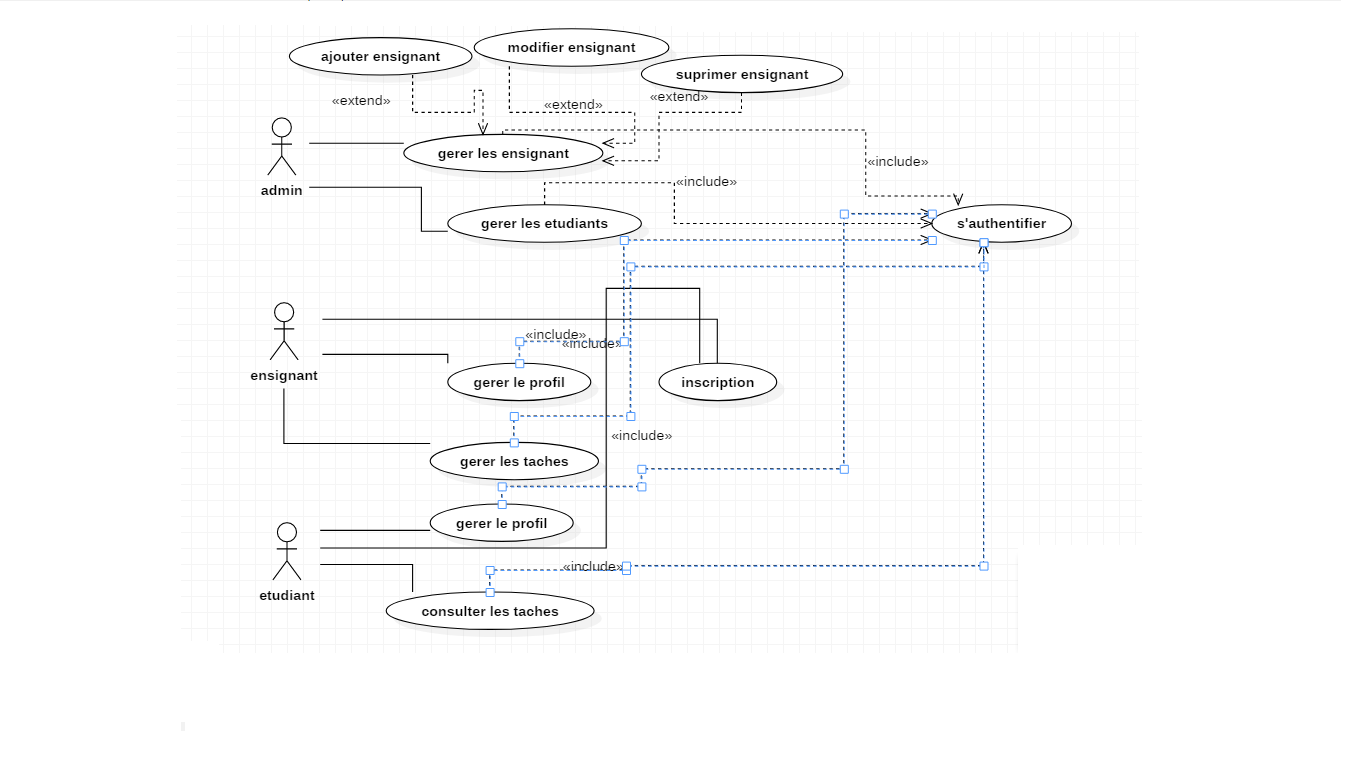 ajouter ensignant
modifier ensignant
suprimer ensignant
«extend»
«extend»
«extend»
admin
gerer les ensignant
«include»
«include»
gerer les etudiants
s'authentifier
ensignant
«include»
«include»
gerer le profil
inscription
«include»
gerer les taches
gerer le profil
etudiant
«include»
consulter les taches